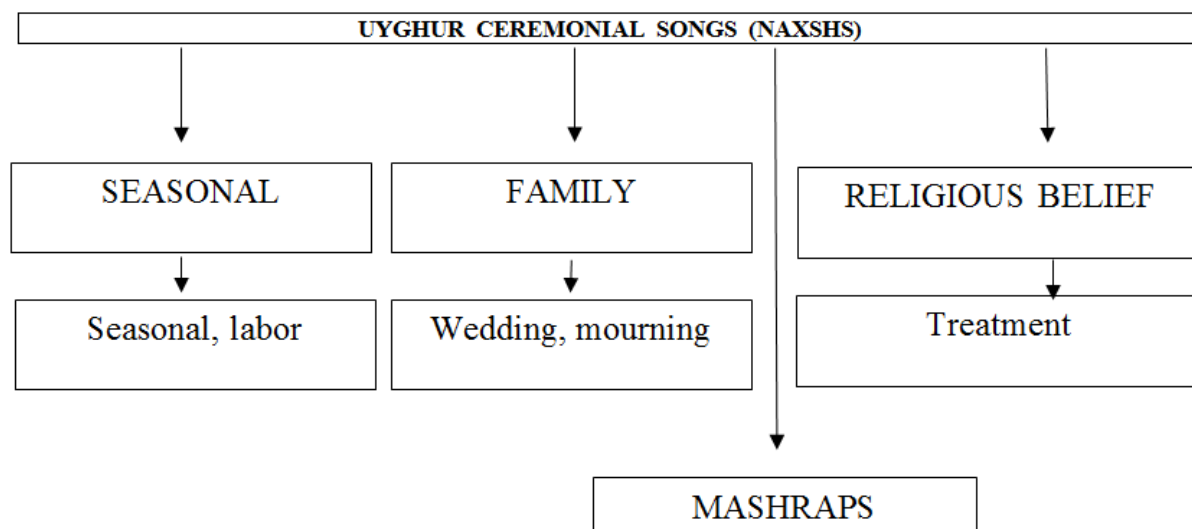 UYGHUR CEREMONIAL SONGS (NAXSHS)
SEASONAL
FAMILY
RELIGIOUS BELIEF
Seasonal, labor
Wedding, mourning
Treatment
MASHRAPS